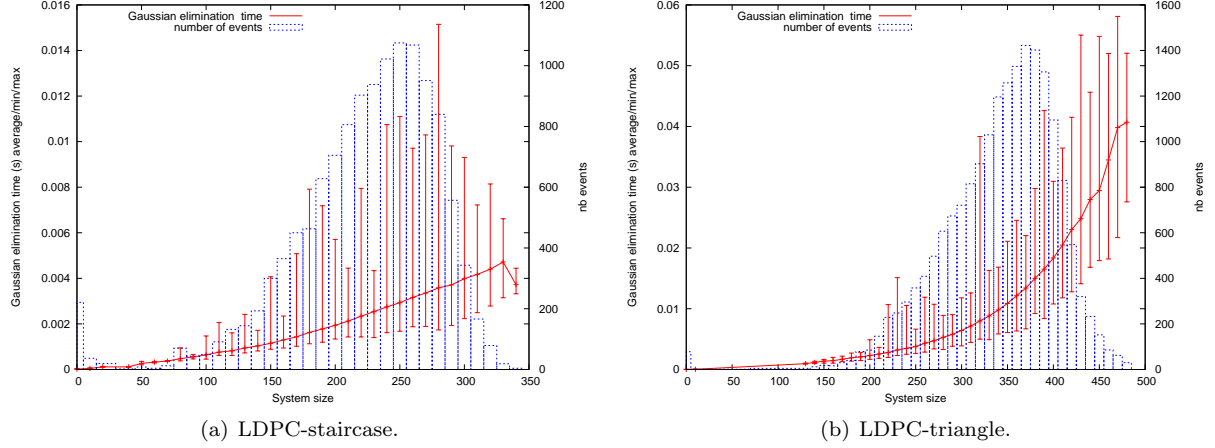 Gaussian elimination time
number of events
Gaussian elimination time (s) average/min/max
0.016
0.014
0.012
0.01
0.008
0.006
0.004
0.002
0
1200
1000
800
600
400
200
0
nb events
0 50 100 150 200 250 300 350
System size
(a) LDPC-staircase.
Gaussian elimination time
number of events
Gaussian elimination time (s) average/min/max
0.06
0.05
0.04
0.03
0.02
0.01
0
1600
1400
1200
1000
800
600
400
200
0
nb events
0 50 100 150 200 250 300 350 400 450 500
System size
(b) LDPC-triangle.